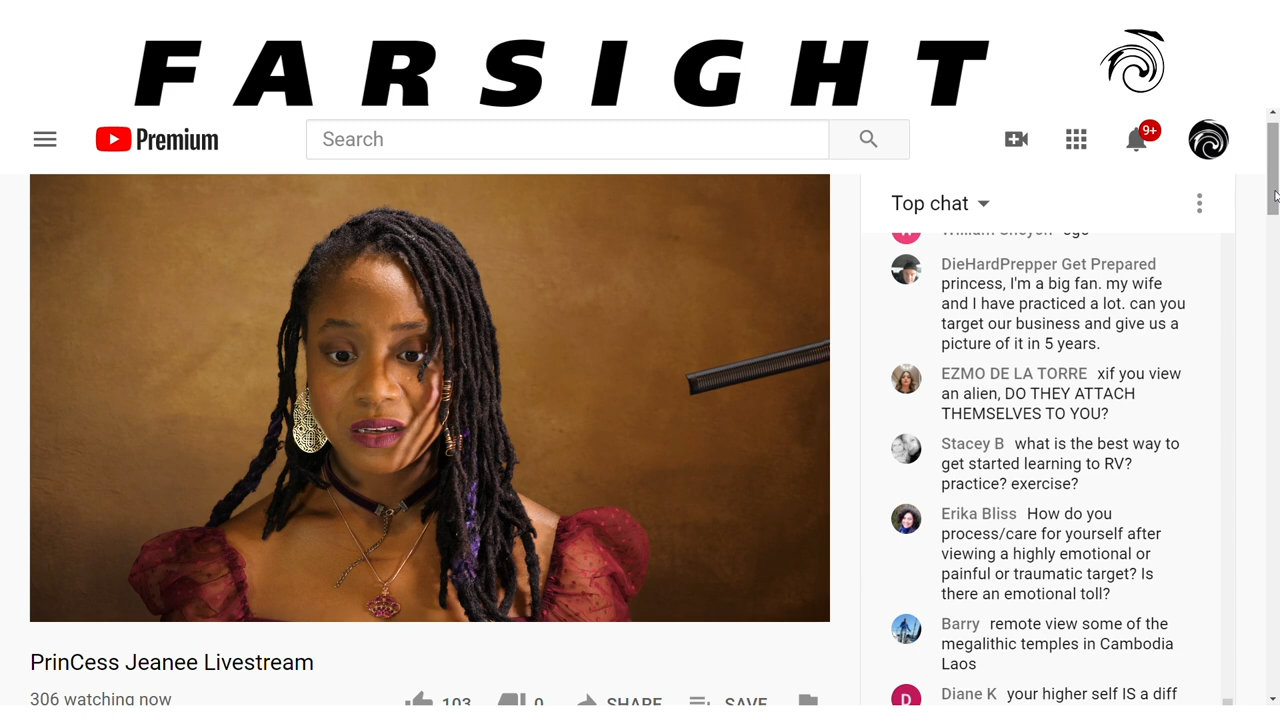 FARSIGHT
Premium
Search
9+
Top chat
DieHardPrepper Get Prepared
princess, I'm a big fan. my wife
and I have practiced a lot. can you
target our business and give us a
picture of it in 5 years.
EZMO DE LA TORRE xif you view
an alien, DO THEY ATTACH
THEMSELVES TO YOU?
Stacey B what is the best way to
get started learning to RV?
practice? exercise?
Erika Bliss How do you
process/care for yourself after
viewing a highly emotional or
painful or traumatic target? Is
there an emotional toll?
Barry remote view some of the
megalithic temples in Cambodia
Laos
D
Diane K your higher self IS a diff
PrinCess Jeanee Livestream
306 watching now
103
0
SHARE
SAVE